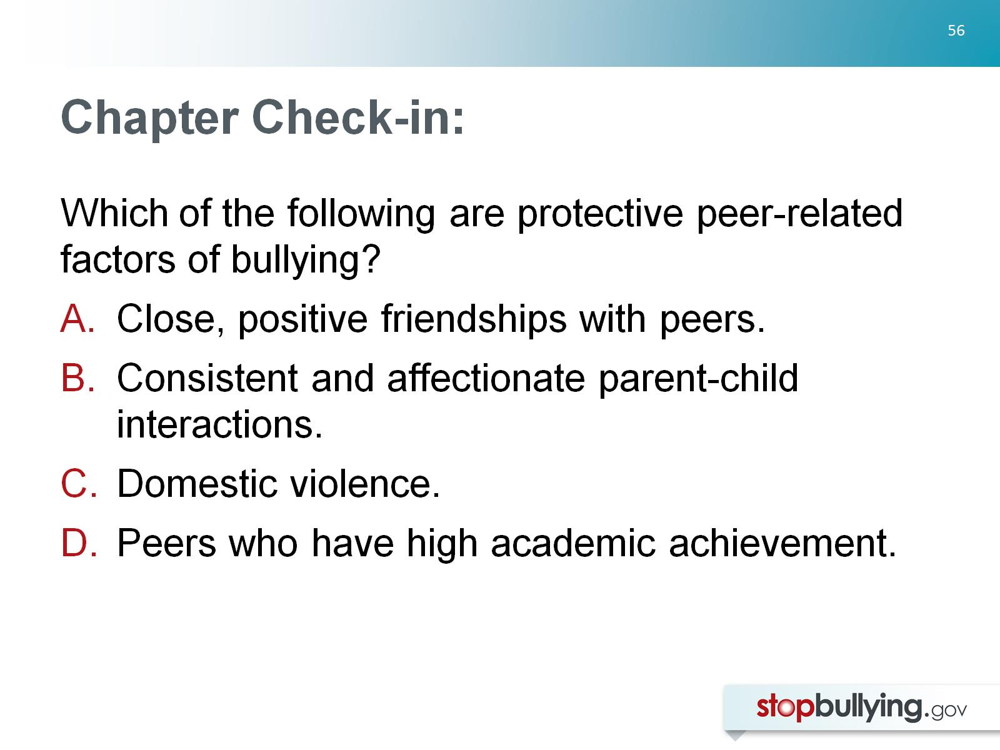 56
Chapter Check-in:
Which of the following are protective peer-related
factors of bullying?
A. Close, positive friendships with peers.
B. Consistent and affectionate parent-child
interactions.
C. Domestic violence.
D. Peers who have high academic achievement.
stopbullying.gov